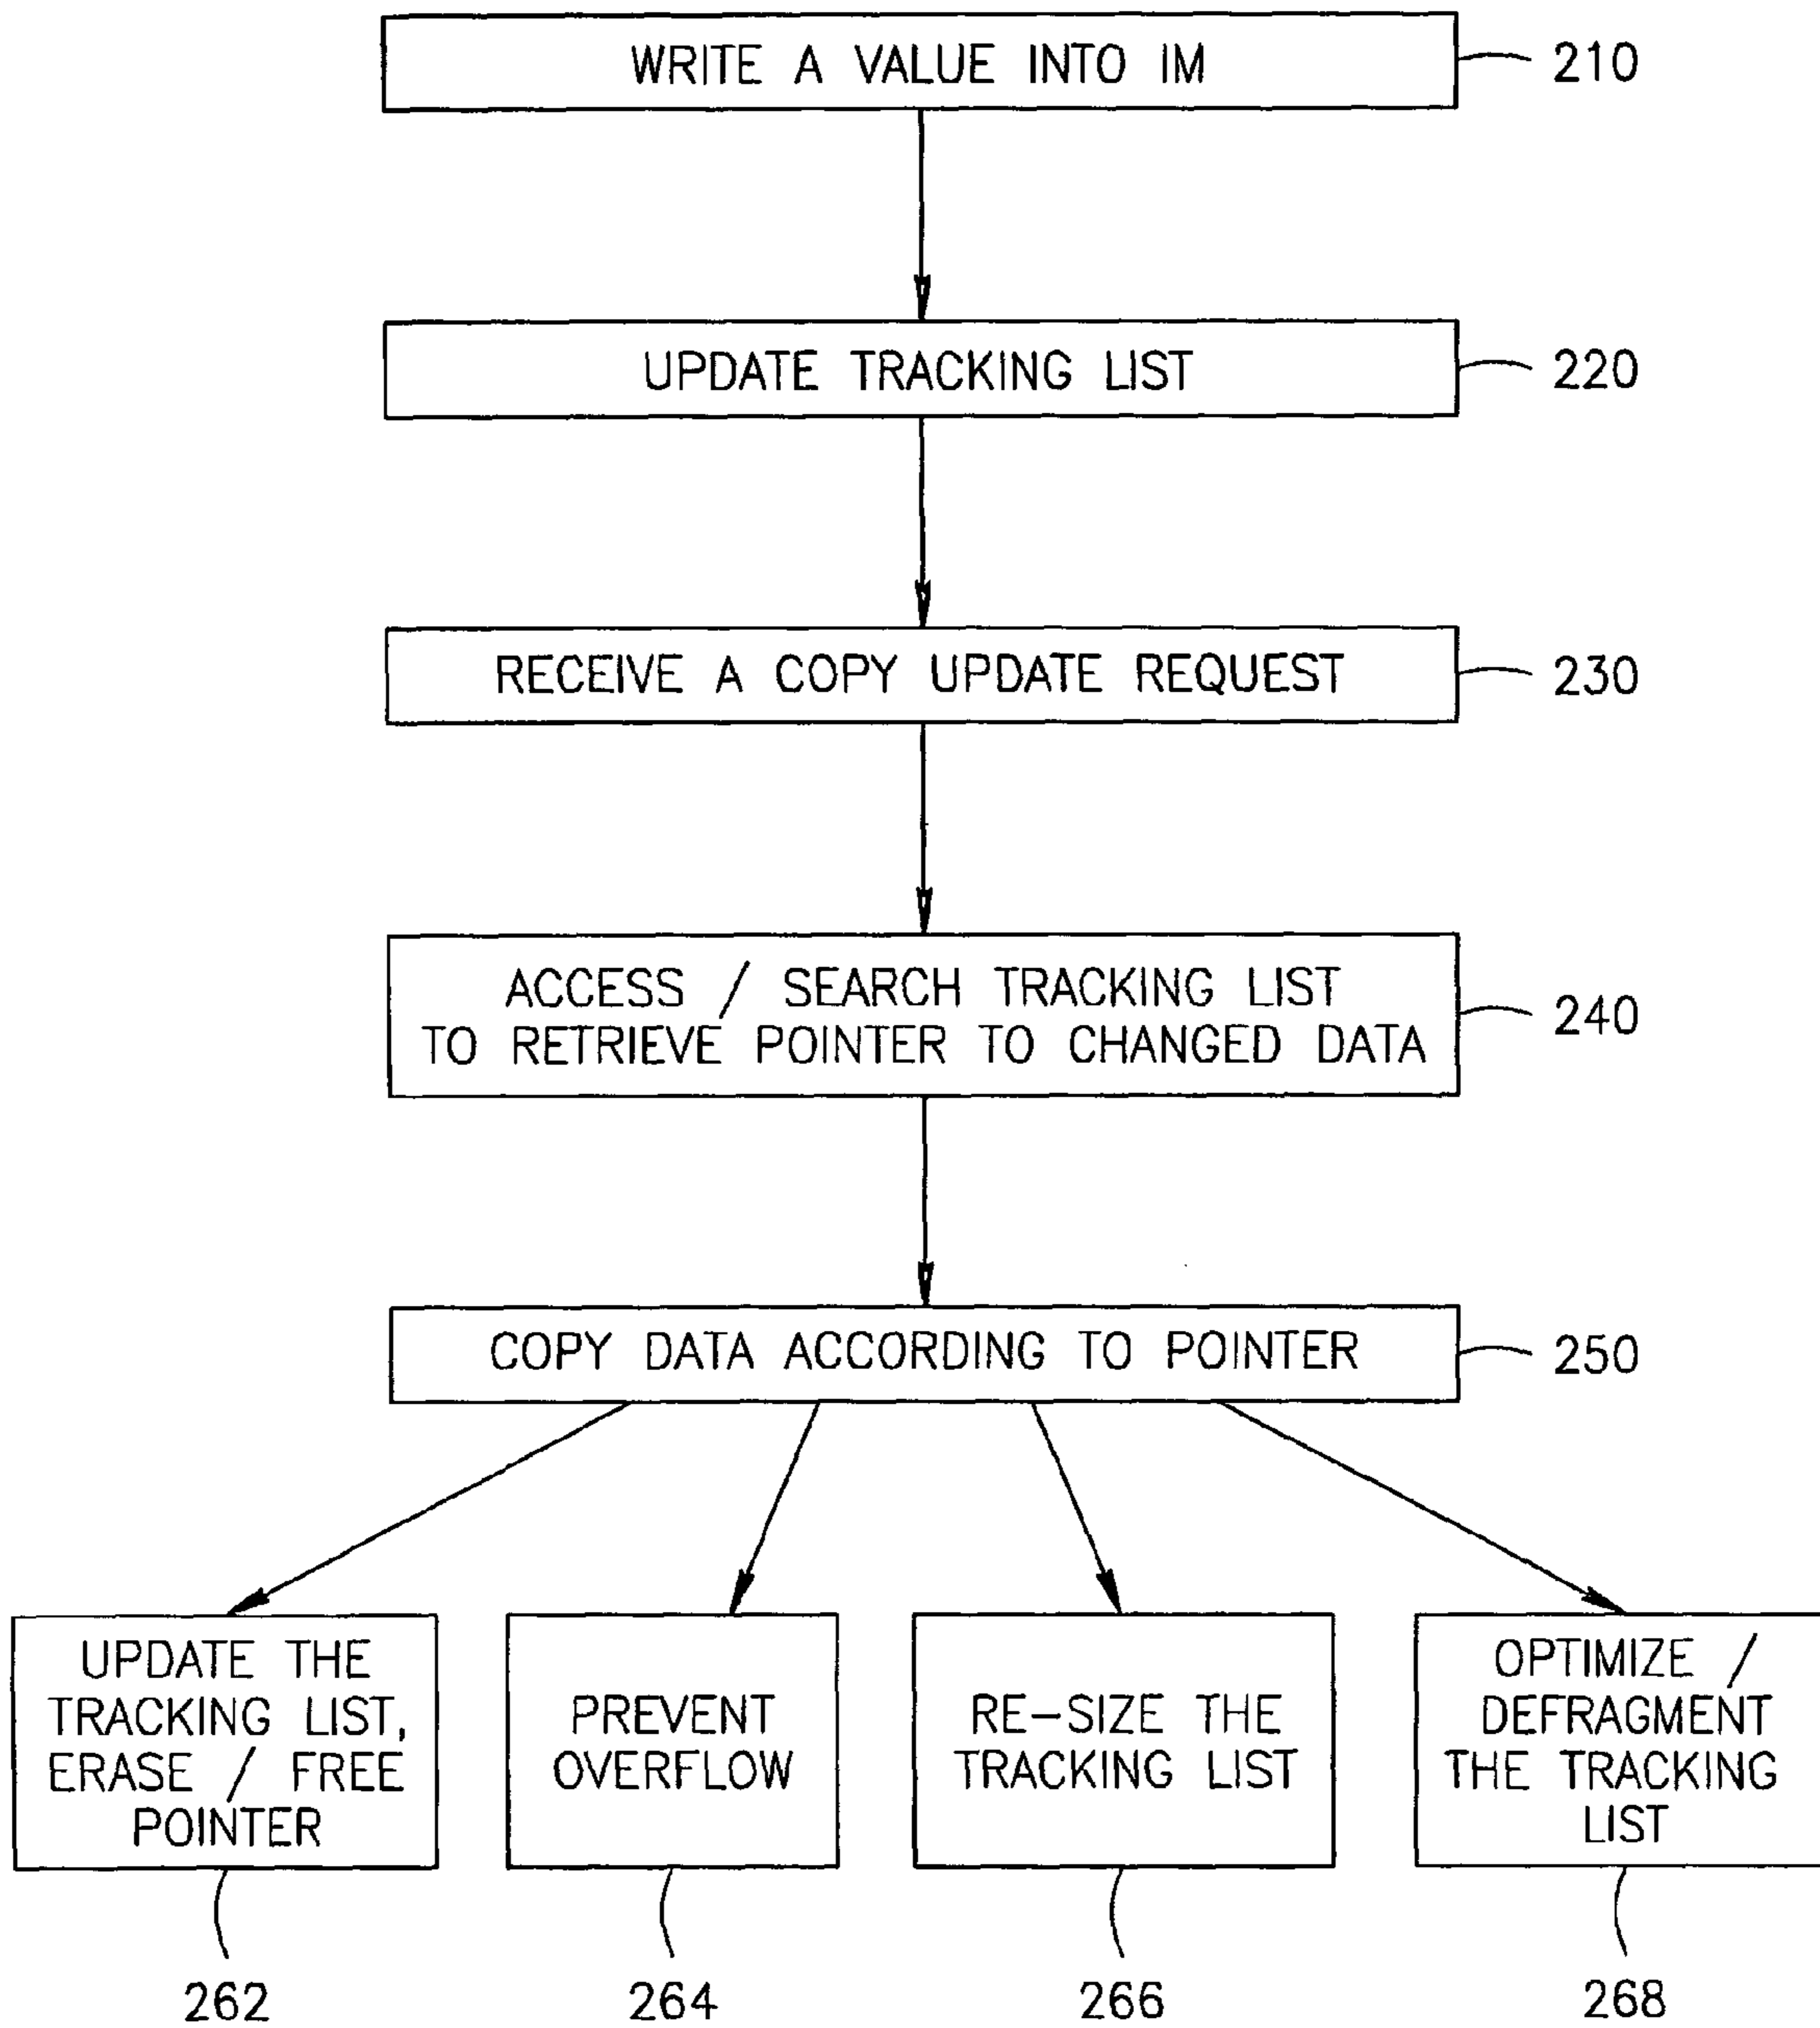 WRITE A VALUE INTO IM
210
UPDATE TRACKING LIST
220
RECEIVE A COPY UPDATE REQUEST
230
ACCESS / SEARCH TRACKING LIST
TO RETRIEVE POINTER TO CHANGED DATA
240
COPY DATA ACCORDING TO POINTER
250
UPDATE THE
TRACKING LIST,
ERASE / FREE
POINTER
262
PREVENT
OVERFLOW
264
RE-SIZE THE
TRACKING LIST
266
OPTIMIZE /
DEFRAGMENT
THE TRACKING
LIST
268